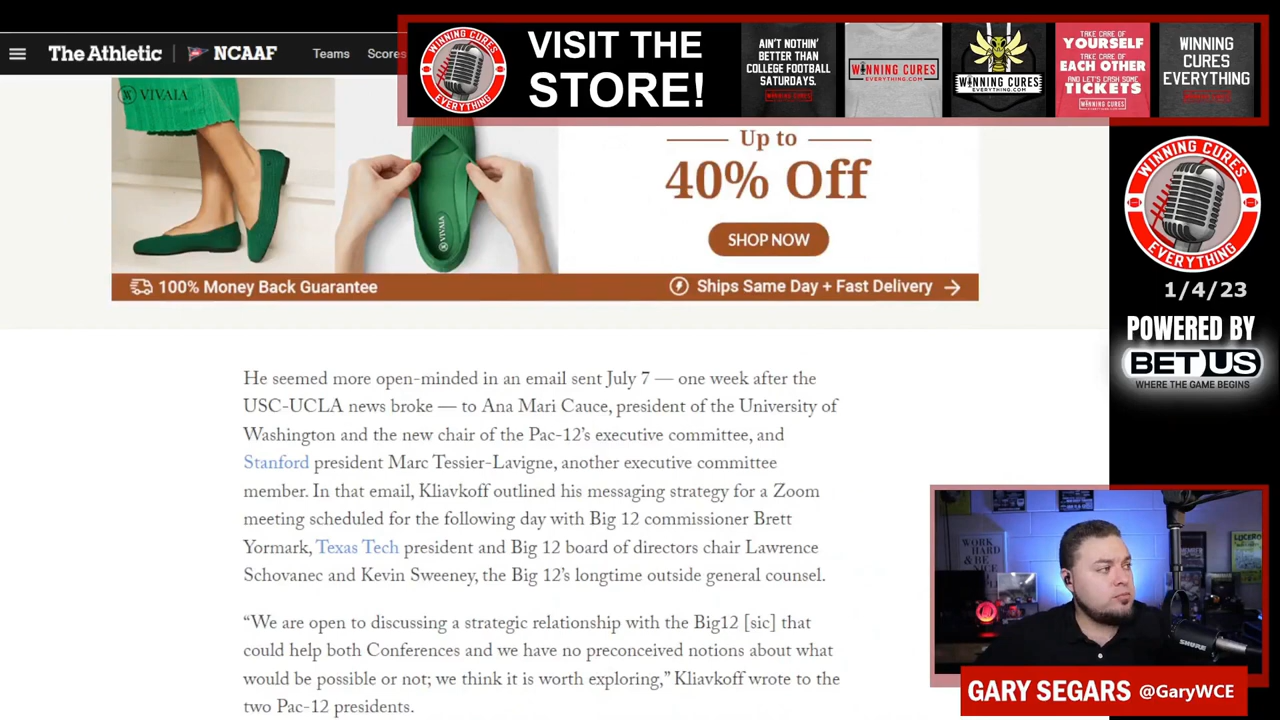 The Athletic
NCAAF
Teams
Scores
WINNING CURES
EVERYTHING
VISIT THE
STORE!
AIN'T NOTHIN'
BETTER THAN
COLLEGE FOOTBALL
SATURDAYS.
WINNING CURES
WINNING CURES
EVERYTHING.COM
WINNING CURES
EVERYTHING.COM
TAKE CARE OF
YOURSELF
TAKE CARE OF
EACH OTHER
AND LET'S CASH SOME
TICKETS
WINNING CURES
WINNING
CURES
EVERYTHING
VIVAIA
VIVAIA
Up to
40% Off
SHOP NOW
100% Money Back Guarantee
Ships Same Day + Fast Delivery
WINNING CURES
EVERYTHING
1/4/23
POWERED BY
BETUS
WHERE THE GAME BEGINS
He seemed more open-minded in an email sent July 7 — one week after the
USC-UCLA news broke — to Ana Mari Cauce, president of the University of
Washington and the new chair of the Pac-12's executive committee, and
Stanford president Marc Tessier-Lavigne, another executive committee
member. In that email, Kliavkoff outlined his messaging strategy for a Zoom
meeting scheduled for the following day with Big 12 commissioner Brett
Yormark, Texas Tech president and Big 12 board of directors chair Lawrence
Schovanec and Kevin Sweeney, the Big 12's longtime outside general counsel.
“We are open to discussing a strategic relationship with the Big12 [sic] that
could help both Conferences and we have no preconceived notions about what
would be possible or not; we think it is worth exploring,” Kliavkoff wrote to the
two Pac-12 presidents.
WORK
HARD &
SHURE
GARY SEGARS @GaryWCE